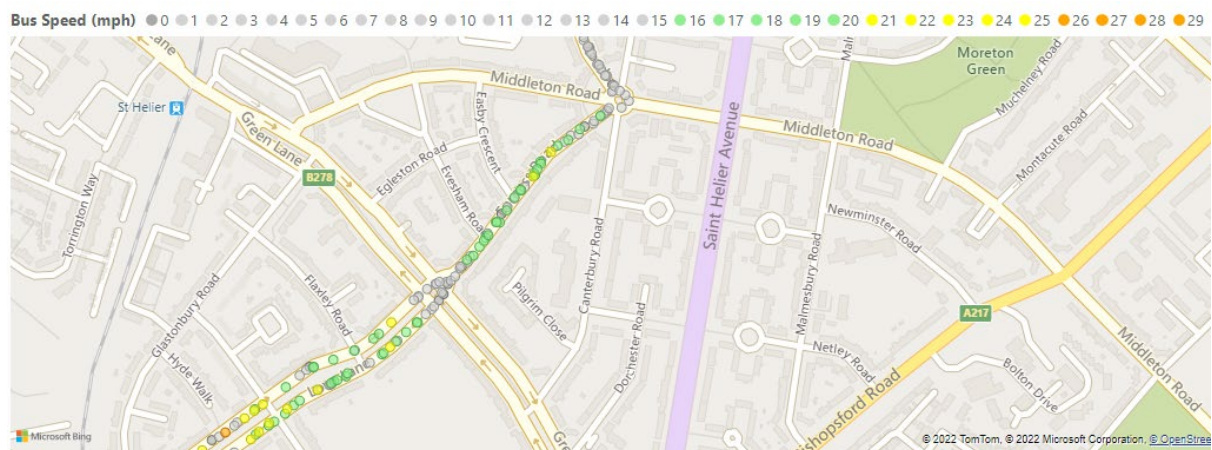 Bus Speed (mph) 0 1 2 3 4 5 6 7 8 9 10 11 12 13 14 15 16 17 18 19 20 21 22 23 24 25 26 27 28 29
Lane
Moreton
Green
Middleton Road
St Helier
Muchelney Road
Green Lane
Easby Crescent
Saint Helier Avenue
Middleton Road
Montacute Road
Egleston Road
B278
Evesham Road
Torrington Way
Newminster Road
Canterbury Road
Malmesbury Road
Pilgrim Close
Flaxley Road
Glastonbury Road
A217
Dorchester Road
Netley Road
Middleton Road
Hyde Walk
Bolton Drive
Bishopsford Road
Microsoft Bing
© 2022 TomTom, © 2022 Microsoft Corporation, © OpenStree